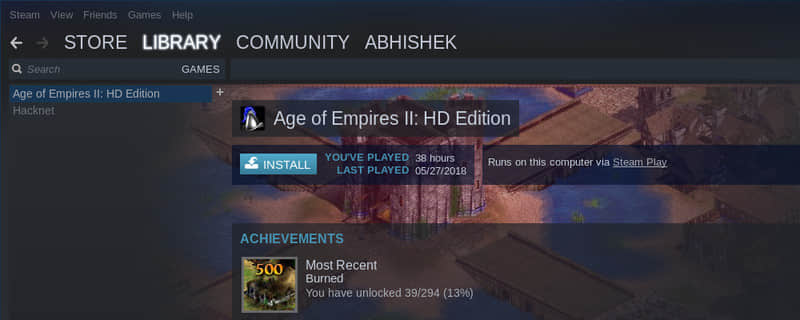 Steam View Friends Games Help
STORE LIBRARY COMMUNITY ABHISHEK
Search GAMES
Age of Empires II: HD Edition +
Hacknet
Age of Empires II: HD Edition
INSTALL YOU'VE PLAYED 38 hours
LAST PLAYED 05/27/2018
Runs on this computer via Steam Play
ACHIEVEMENTS
500
Most Recent
Burned
You have unlocked 39/294 (13%)